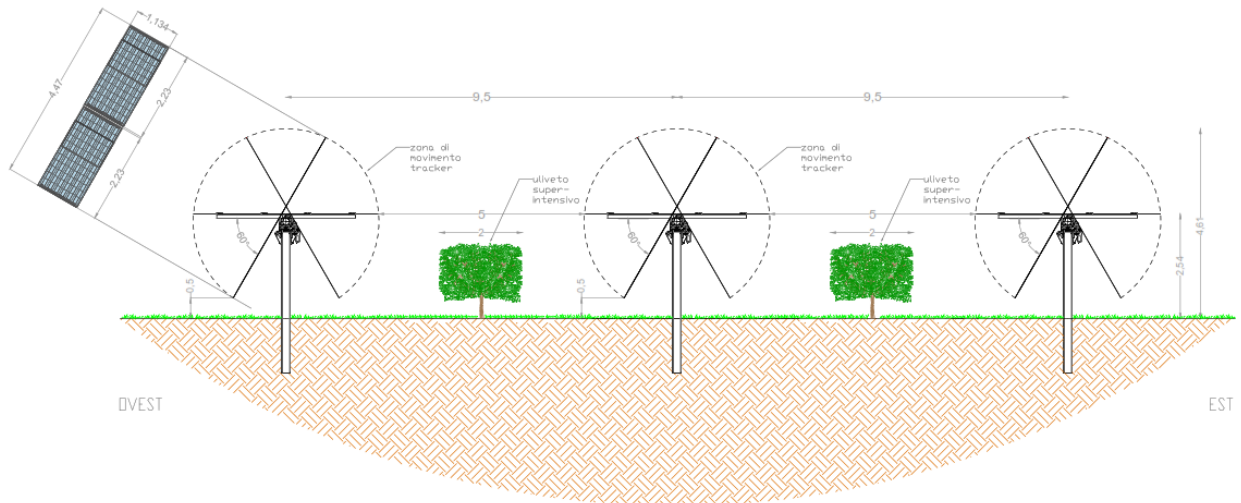 1,134
4,47
2,23
2,23
9,5
9,5
zona di
movimento
tracker
zona di
movimento
tracker
uliveto
super-
intensivo
uliveto
super-
intensivo
5
5
2
2
60°
60°
60°
0,5
0,5
2,54
4,61
OVEST
EST